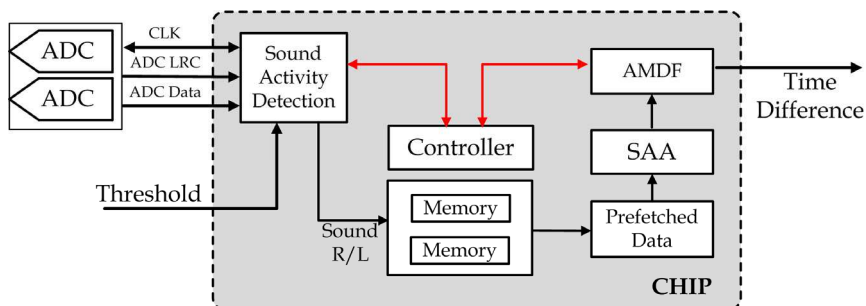 ADC
ADC
CLK
ADC LRC
ADC Data
Sound
Activity
Detection
Threshold
Controller
Sound
R/L
Memory
Memory
AMDF
SAA
Prefetched
Data
Time
Difference
CHIP